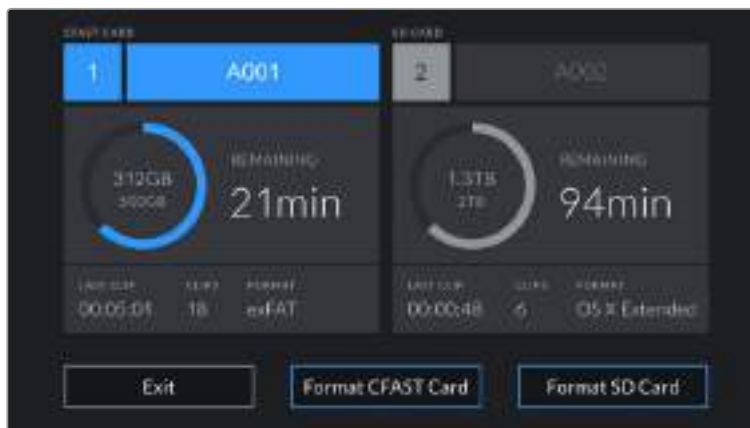 CFAST CARD
1
A001
312GB
500GB
REMAINING
21min
LAST CLIP
CLIPS
FORMAT
00:05:01
18
exFAT
SD CARD
2
A002
1.3TB
2TB
REMAINING
94min
LAST CLIP
CLIPS
FORMAT
00:00:48
6
OS X Extended
Exit
Format CFAST Card
Format SD Card